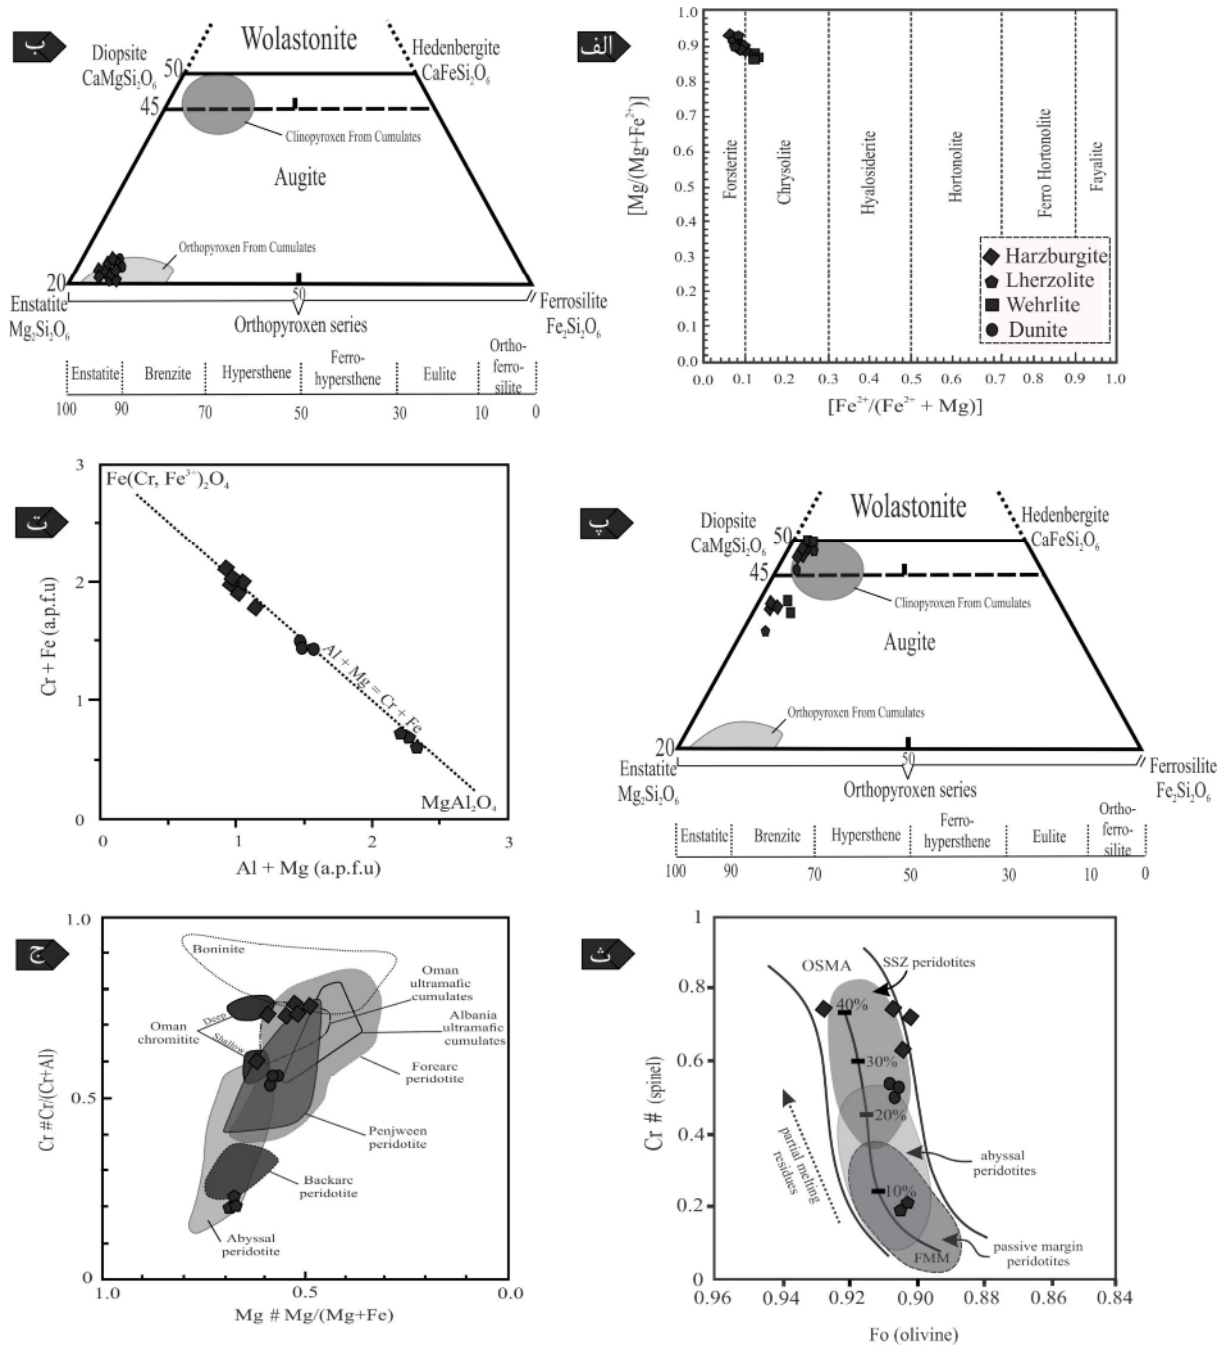 الف
1.0
0.9
0.8
0.7
0.6
0.5
0.4
0.3
0.2
0.1
0.0
[Mg/(Mg+Fe²⁺)]
Forsterite
Chrysolite
Hyalosiderite
Hortonolite
Ferro Hortonolite
Fayalite
Harzburgite
Lherzolite
Wehrlite
Dunite
0.0 0.1 0.3 0.5 0.7 0.9 1.0
[Fe²⁺/(Fe²⁺ + Mg)]
ب
Wolastonite
Diopsite
CaMgSi₂O₆
Hedenbergite
CaFeSi₂O₆
50
45
Clinopyroxen From Cumulates
Augite
Orthopyroxen From Cumulates
20
50
Enstatite
Mg₂Si₂O₆
Orthopyroxen series
Ferrosilite
Fe₂Si₂O₆
Enstatite
Brenzite
Hypersthene
Ferro-
hypersthene
Eulite
Ortho-
ferro-
silite
100 90 70 50 30 10 0
پ
Wolastonite
Diopsite
CaMgSi₂O₆
Hedenbergite
CaFeSi₂O₆
50
45
Clinopyroxen From Cumulates
Augite
Orthopyroxen From Cumulates
20
50
Enstatite
Mg₂Si₂O₆
Orthopyroxen series
Ferrosilite
Fe₂Si₂O₆
Enstatite
Brenzite
Hypersthene
Ferro-
hypersthene
Eulite
Ortho-
ferro-
silite
100 90 70 50 30 10 0
ت
3
2
1
0
Cr + Fe (a.p.f.u)
Fe(Cr, Fe³⁺)₂O₄
Al + Mg = Cr + Fe
MgAl₂O₄
0 1 2 3
Al + Mg (a.p.f.u)
ث
1
0.8
0.6
0.4
0.2
0
Cr # (spinel)
OSMA
SSZ peridotites
40%
30%
20%
10%
partial melting
residues
abyssal
peridotites
FMM
passive margin
peridotites
0.96 0.94 0.92 0.90 0.88 0.86 0.84
Fo (olivine)
ج
1.0
0.5
0
Cr #Cr/(Cr+Al)
Boninite
Oman
ultramafic
cumulates
Deep
Oman
chromitite
Shallow
Albania
ultramafic
cumulates
Forearc
peridotite
Penjween
peridotite
Backarc
peridotite
Abyssal
peridotite
1.0 0.5 0.0
Mg # Mg/(Mg+Fe)